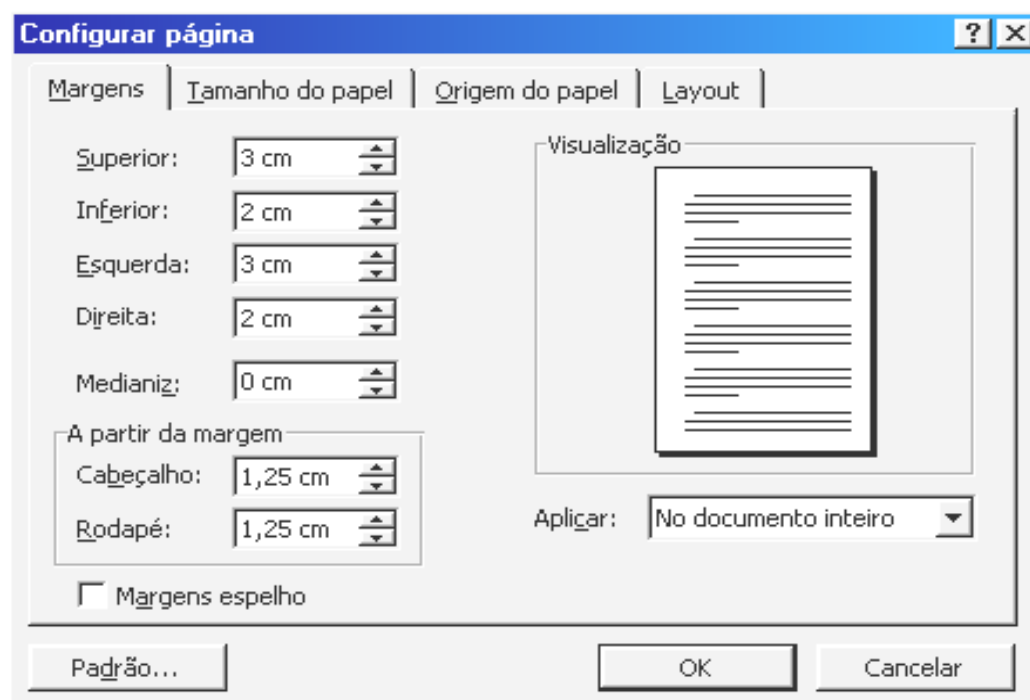 Configurar página
Margens
Tamanho do papel
Origem do papel
Layout
Superior: 3 cm
Inferior: 2 cm
Esquerda: 3 cm
Direita: 2 cm
Medianiz: 0 cm
A partir da margem
Cabeçalho: 1,25 cm
Rodapé: 1,25 cm
Margens espelho
Visualização
Aplicar: No documento inteiro
Padrão...
OK
Cancelar